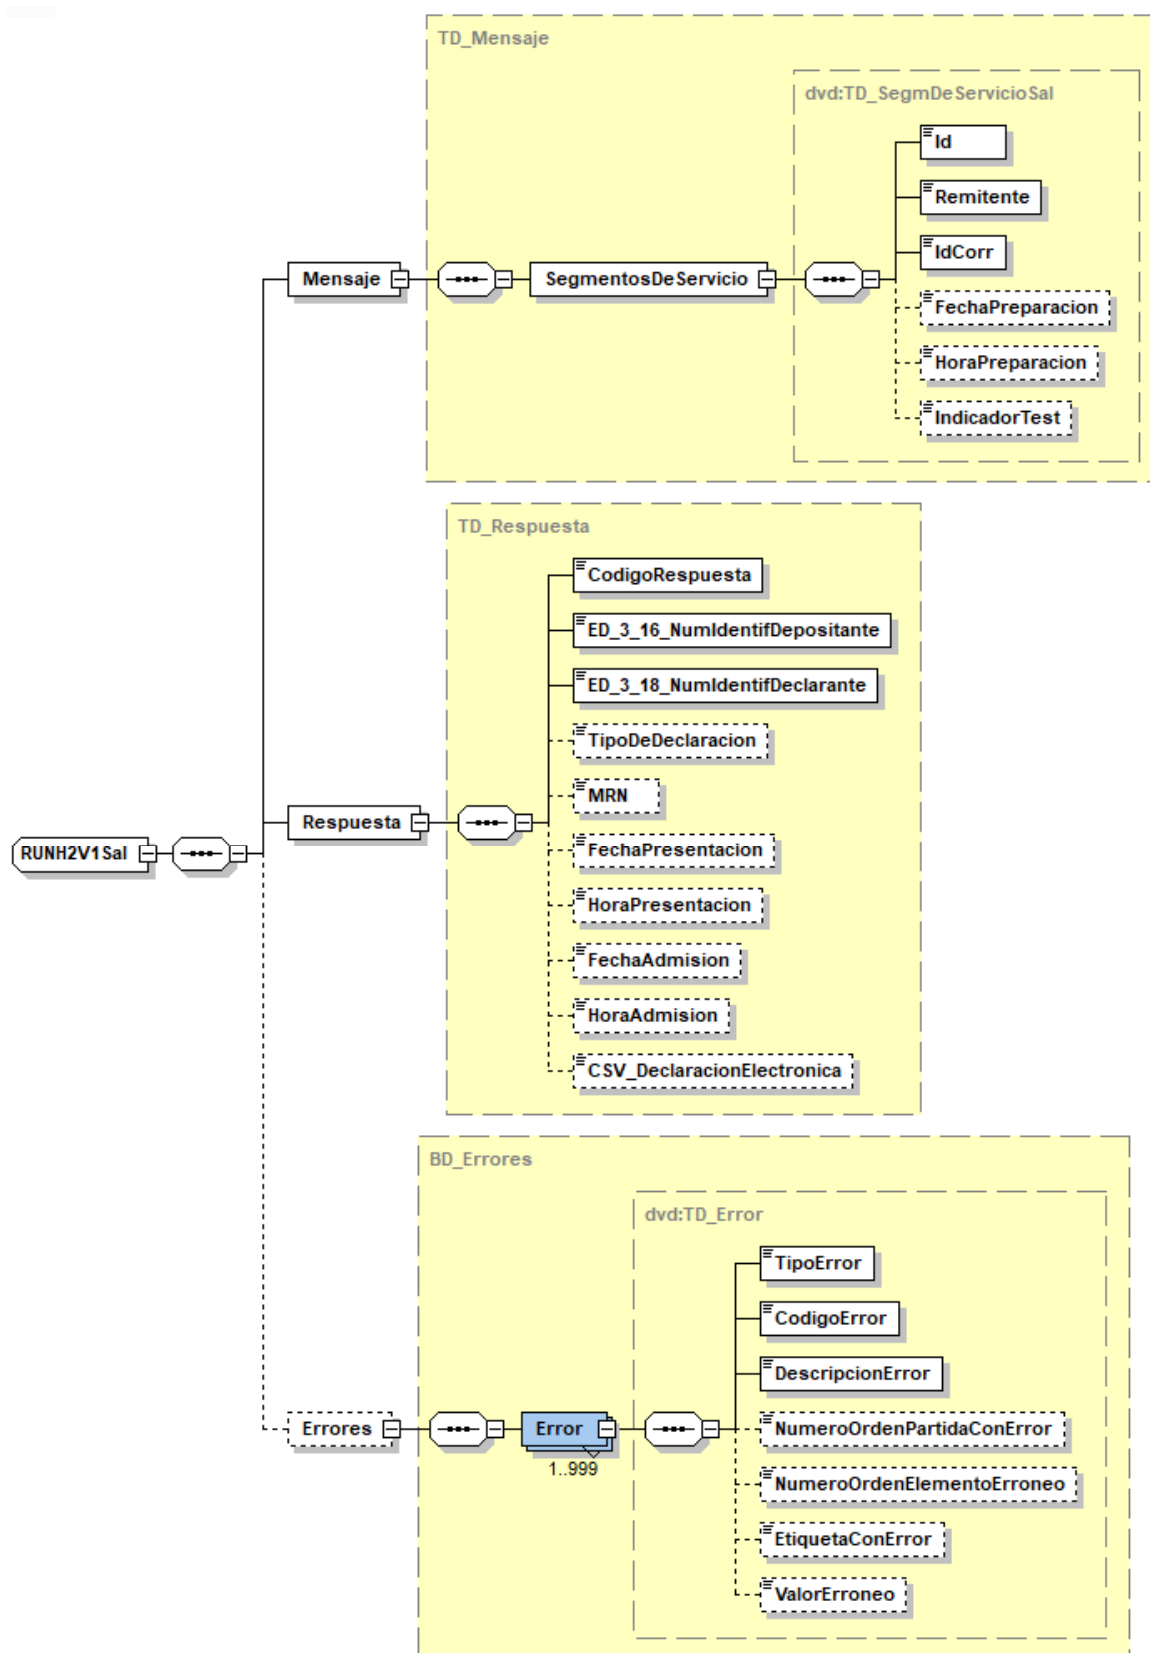 TD_Mensaje
dvd:TD_SegmDeServicioSal
Id
Remitente
IdCorr
Mensaje
SegmentosDeServicio
FechaPreparacion
HoraPreparacion
IndicadorTest
TD_Respuesta
CodigoRespuesta
ED_3_16_NumIdentifDepositante
ED_3_18_NumIdentifDeclarante
TipoDeDeclaracion
MRN
Respuesta
RUNH2V1Sal
FechaPresentacion
HoraPresentacion
FechaAdmision
HoraAdmision
CSV_DeclaracionElectronica
BD_Errores
dvd:TD_Error
TipoError
CodigoError
DescripcionError
Errores
Error
1..999
NumeroOrdenPartidaConError
NumeroOrdenElementoErroneo
EtiquetaConError
ValorErroneo